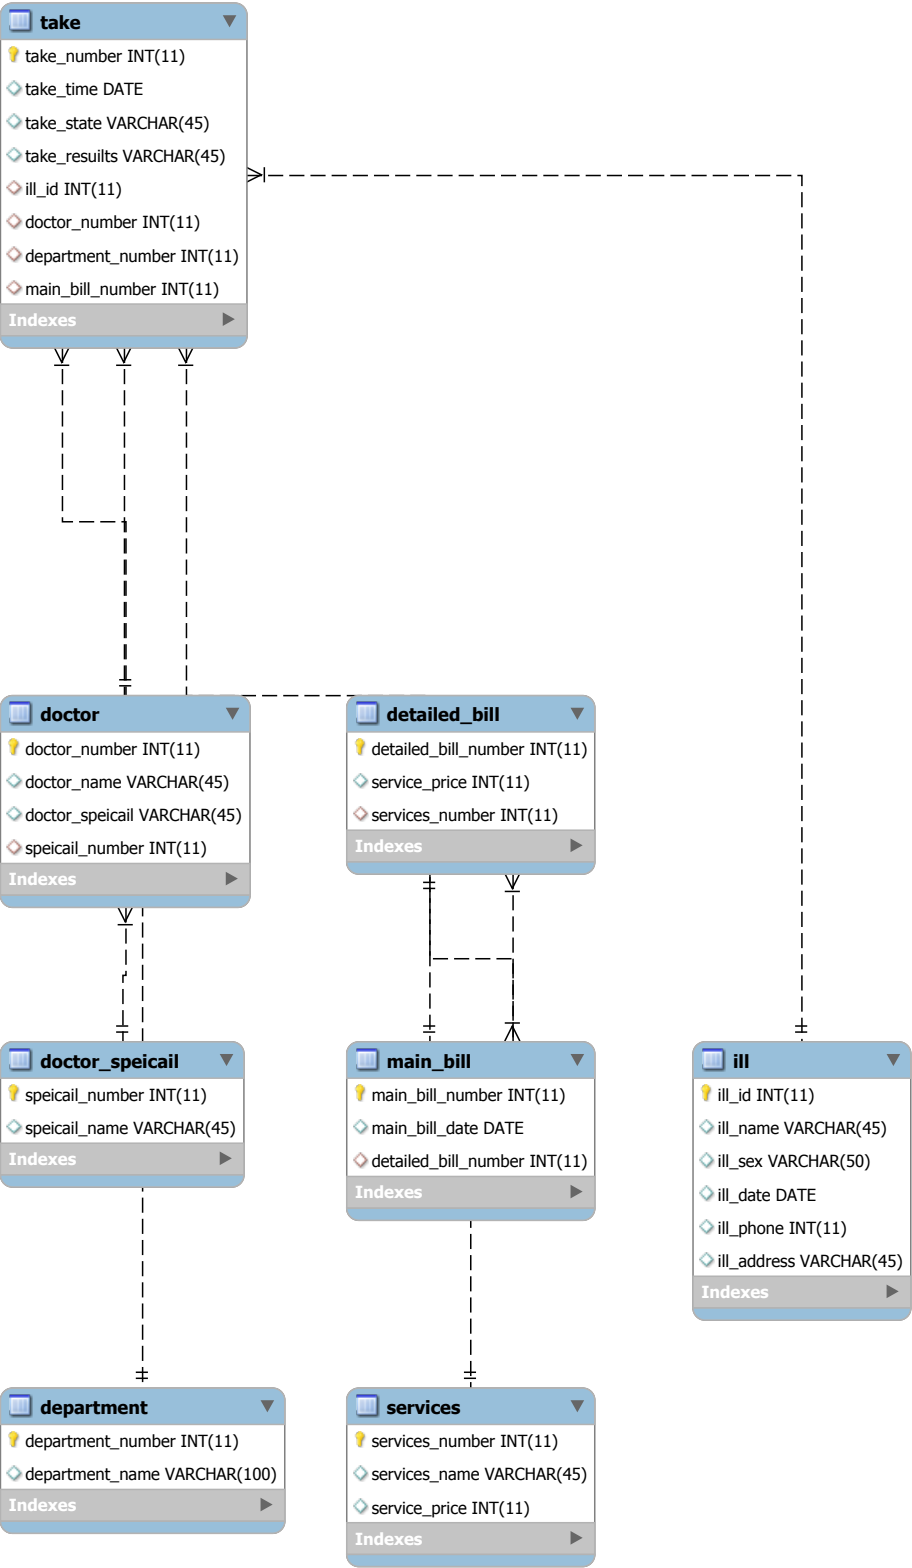 take
take_number INT(11)
take_time DATE
take_state VARCHAR(45)
take_resuilts VARCHAR(45)
ill_id INT(11)
doctor_number INT(11)
department_number INT(11)
main_bill_number INT(11)
Indexes
doctor
doctor_number INT(11)
doctor_name VARCHAR(45)
doctor_speicail VARCHAR(45)
speicail_number INT(11)
Indexes
detailed_bill
detailed_bill_number INT(11)
service_price INT(11)
services_number INT(11)
Indexes
doctor_speicail
speicail_number INT(11)
speicail_name VARCHAR(45)
Indexes
main_bill
main_bill_number INT(11)
main_bill_date DATE
detailed_bill_number INT(11)
Indexes
ill
ill_id INT(11)
ill_name VARCHAR(45)
ill_sex VARCHAR(50)
ill_date DATE
ill_phone INT(11)
ill_address VARCHAR(45)
Indexes
department
department_number INT(11)
department_name VARCHAR(100)
Indexes
services
services_number INT(11)
services_name VARCHAR(45)
service_price INT(11)
Indexes